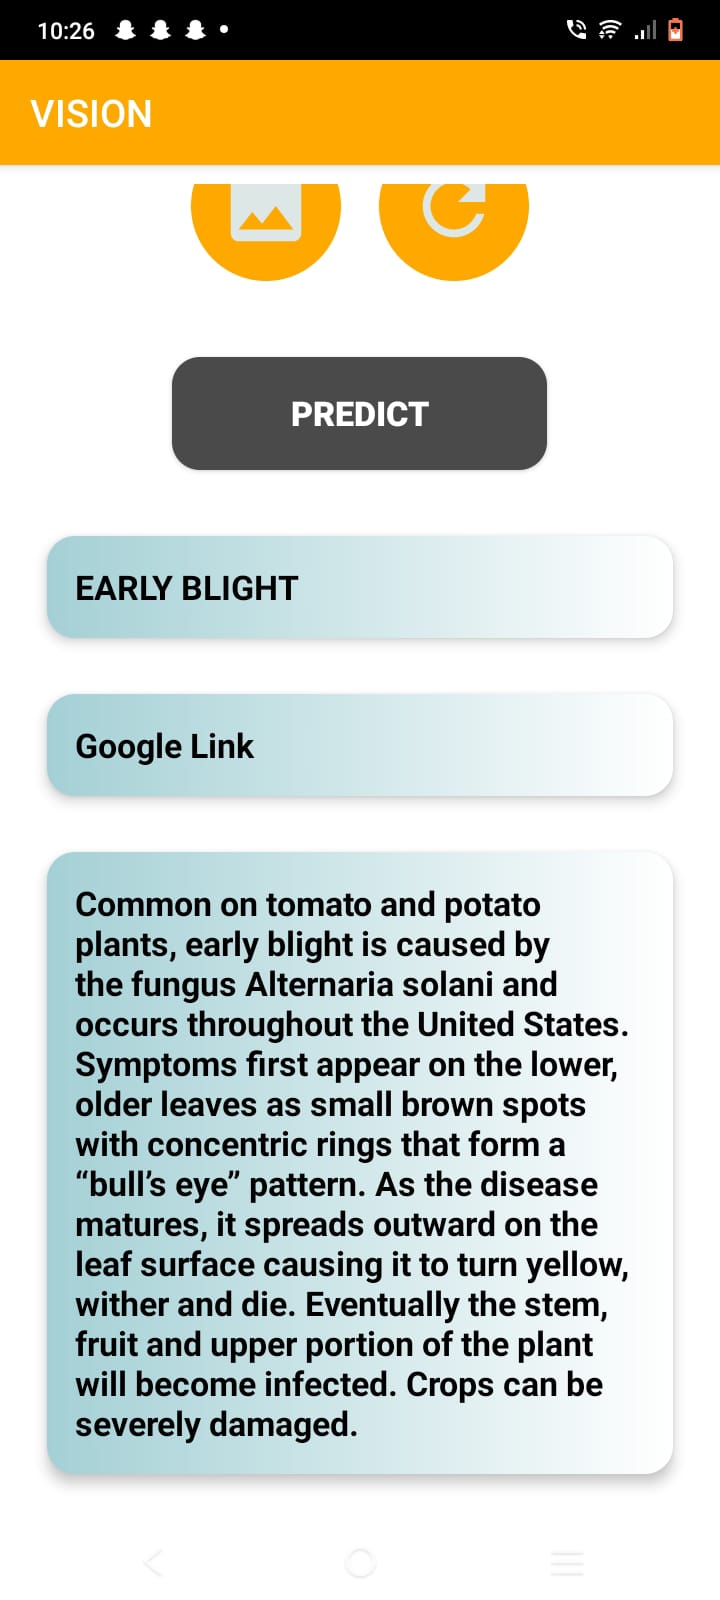 10:26
VISION
PREDICT
EARLY BLIGHT
Google Link
Common on tomato and potato
plants, early blight is caused by
the fungus Alternaria solani and
occurs throughout the United States.
Symptoms first appear on the lower,
older leaves as small brown spots
with concentric rings that form a
“bull’s eye” pattern. As the disease
matures, it spreads outward on the
leaf surface causing it to turn yellow,
wither and die. Eventually the stem,
fruit and upper portion of the plant
will become infected. Crops can be
severely damaged.